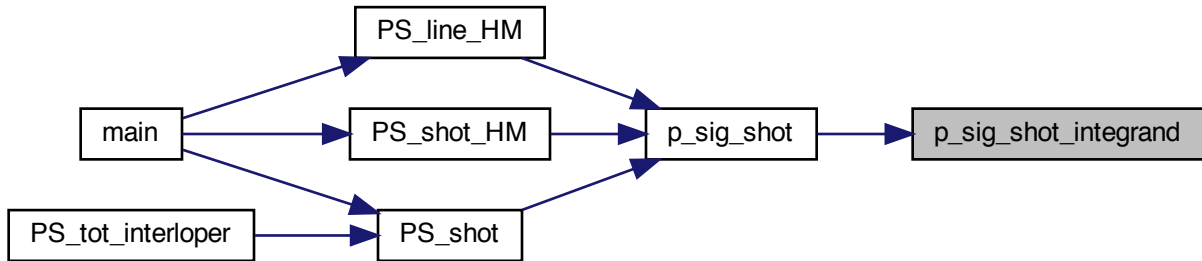 PS_line_HM
main
PS_shot_HM
p_sig_shot
p_sig_shot_integrand
PS_tot_interloper
PS_shot